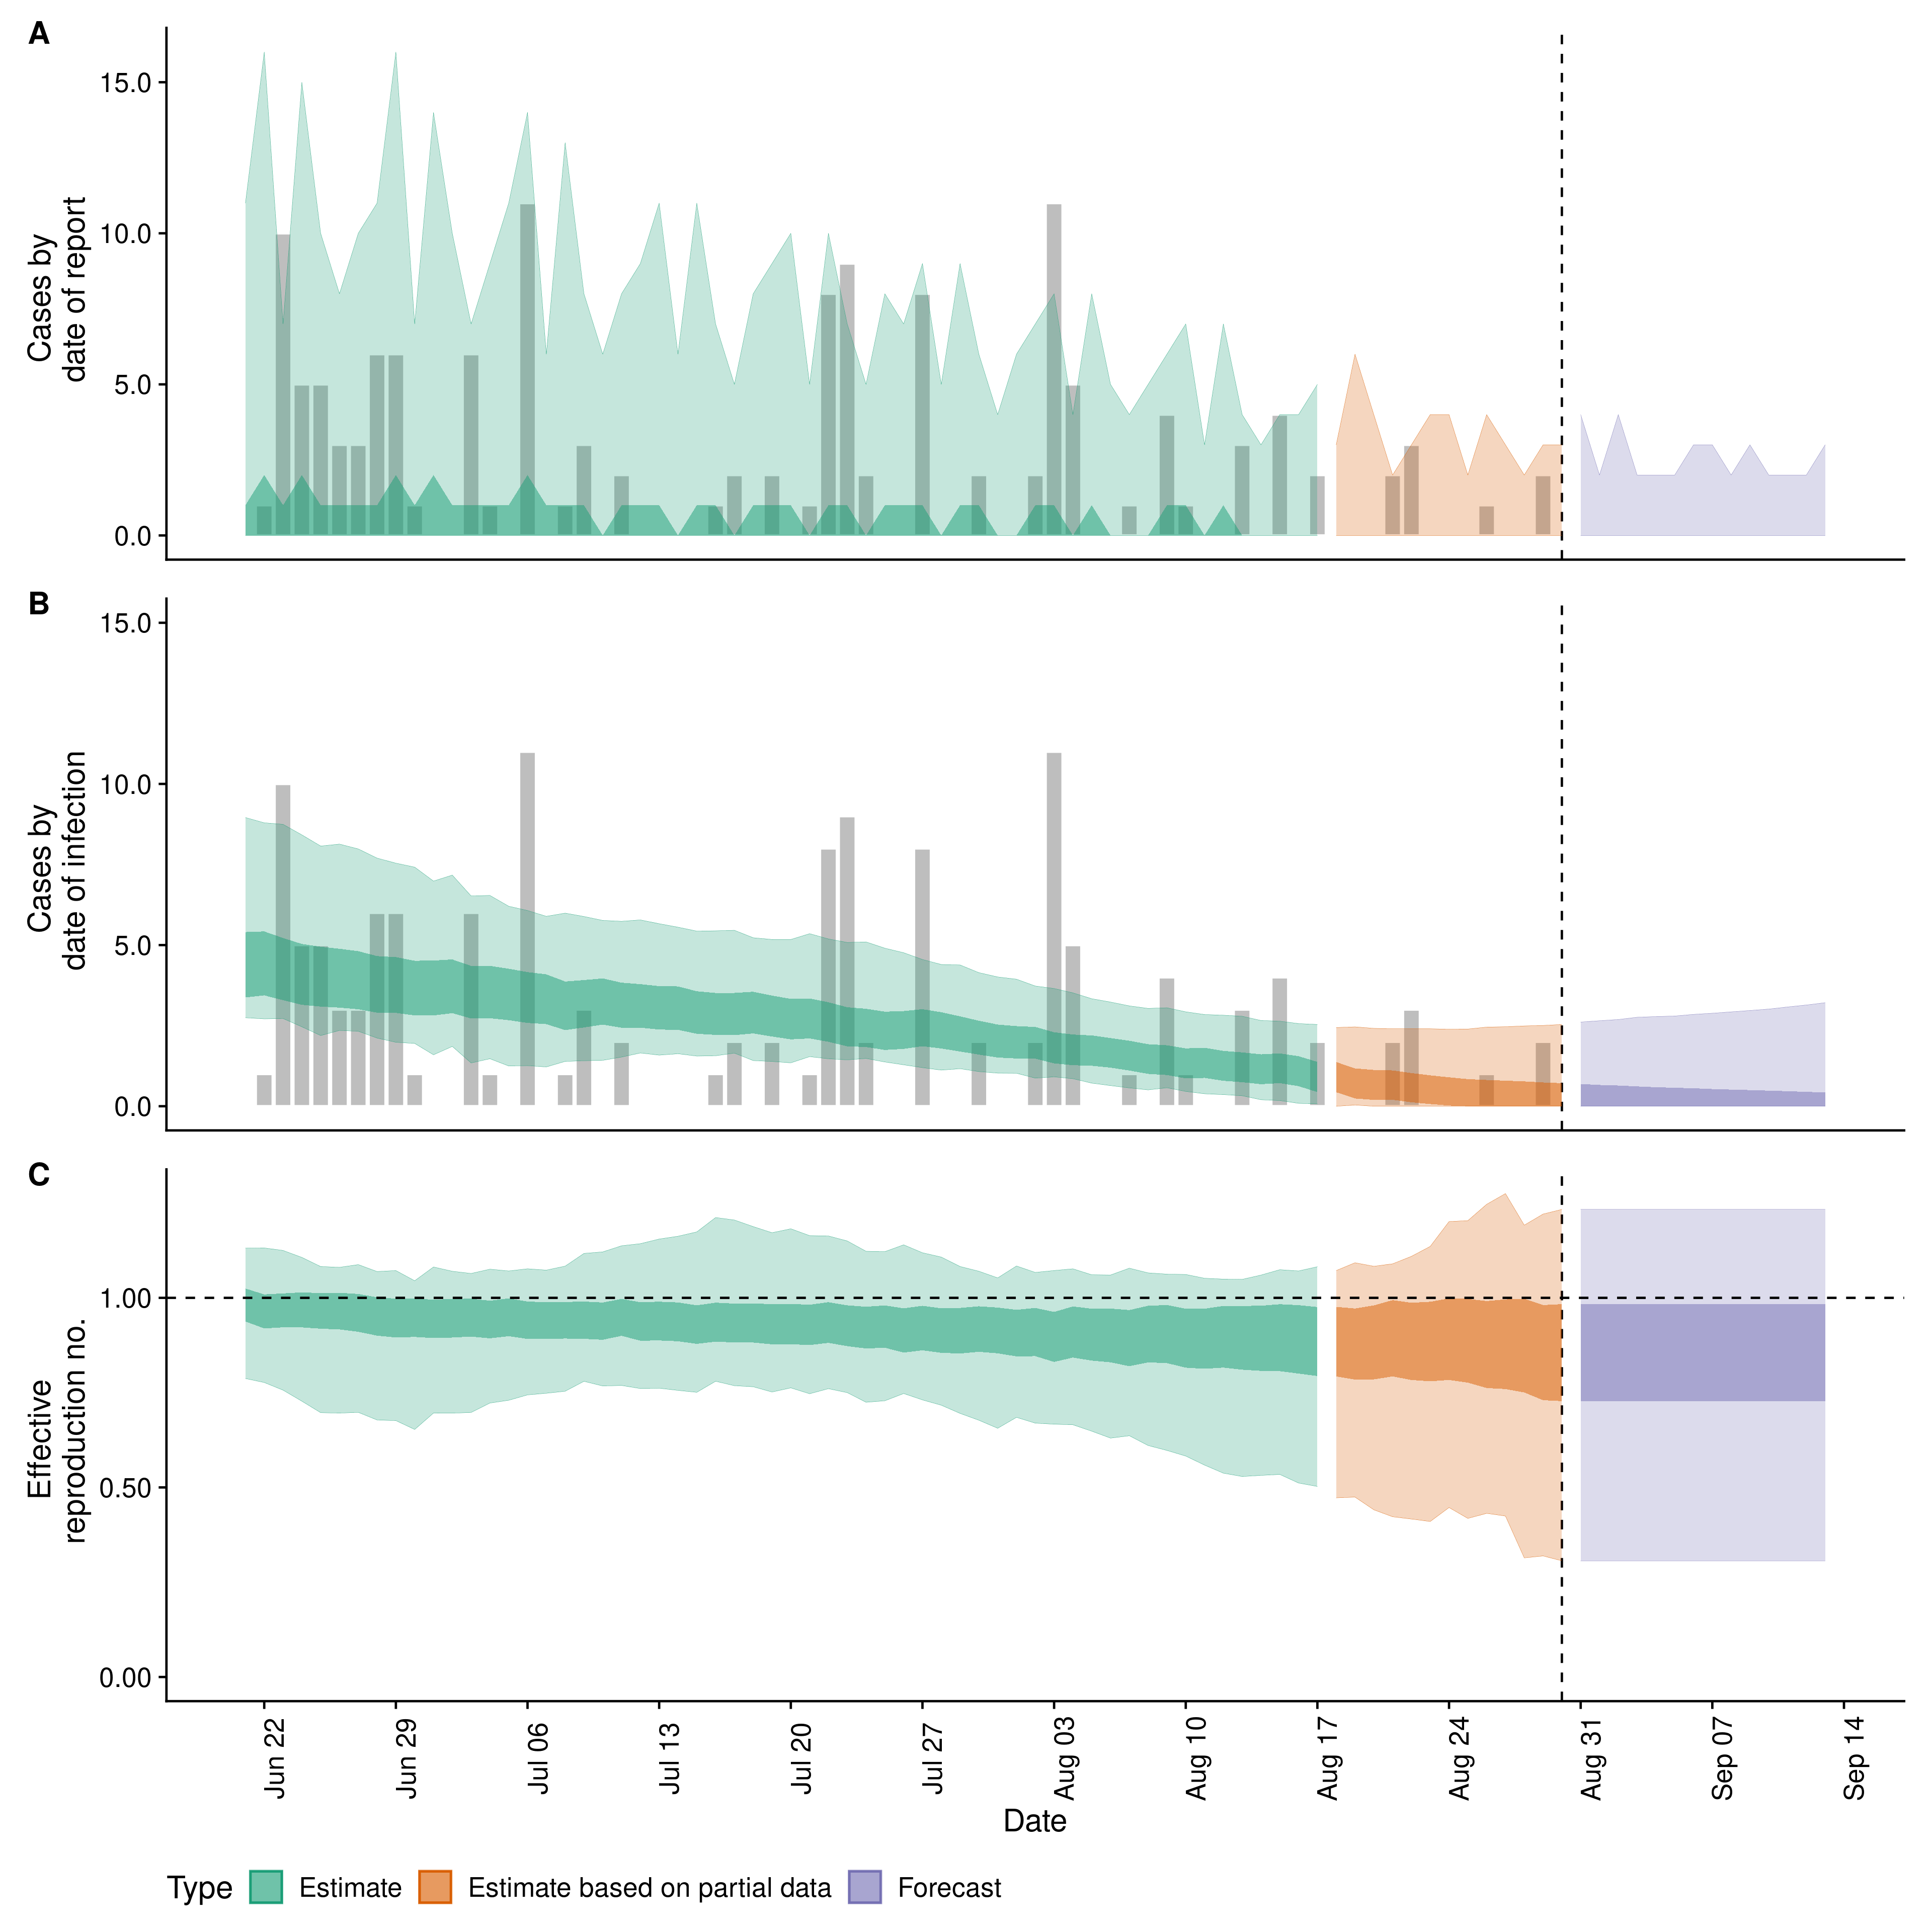 A
15.0
10.0
5.0
0.0
Cases by
date of report
B
15.0
10.0
5.0
0.0
Cases by
date of infection
C
1.00
0.50
0.00
Effective
reproduction no.
Jun 22
Jun 29
Jul 06
Jul 13
Jul 20
Jul 27
Aug 03
Aug 10
Aug 17
Aug 24
Aug 31
Sep 07
Sep 14
Date
Type Estimate Estimate based on partial data Forecast